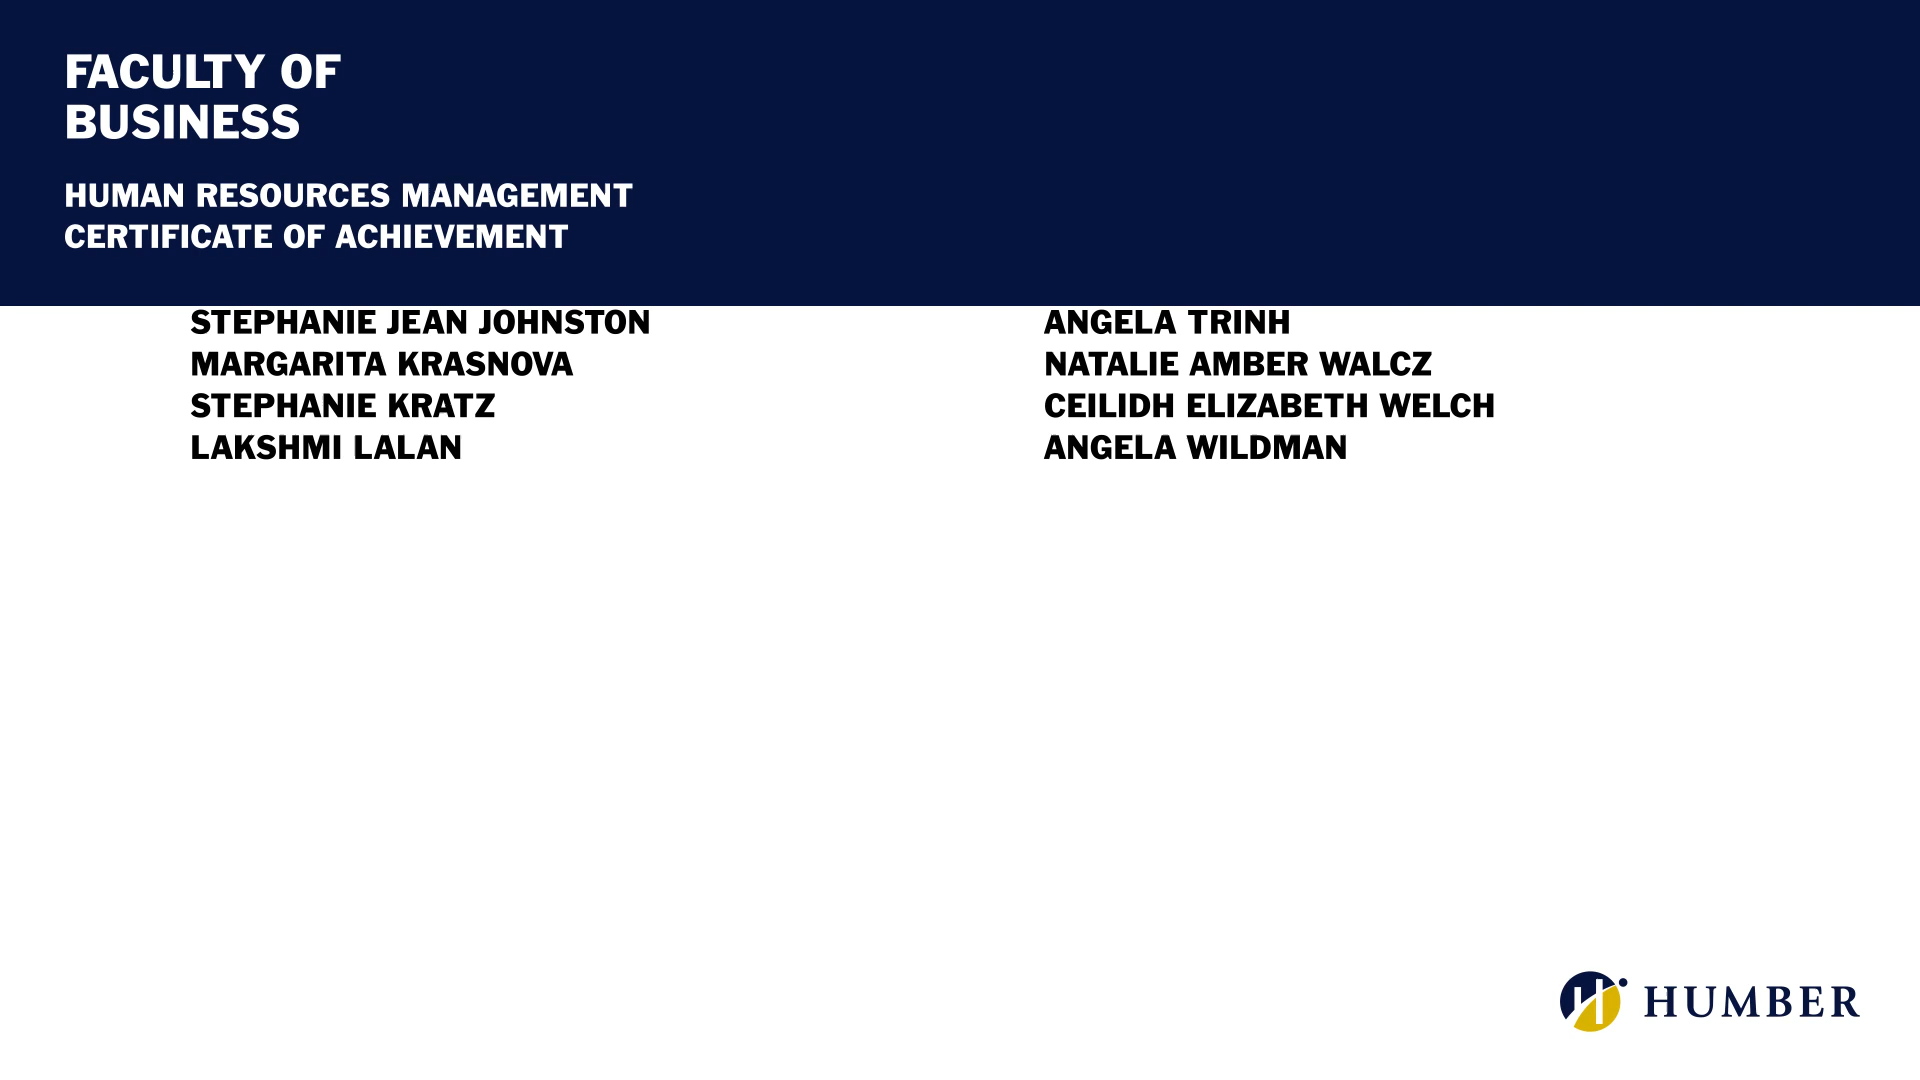 FACULTY OF
BUSINESS
HUMAN RESOURCES MANAGEMENT
CERTIFICATE OF ACHIEVEMENT
STEPHANIE JEAN JOHNSTON
MARGARITA KRASNOVA
STEPHANIE KRATZ
LAKSHMI LALAN
ANGELA TRINH
NATALIE AMBER WALCZ
CEILIDH ELIZABETH WELCH
ANGELA WILDMAN
HUMBER